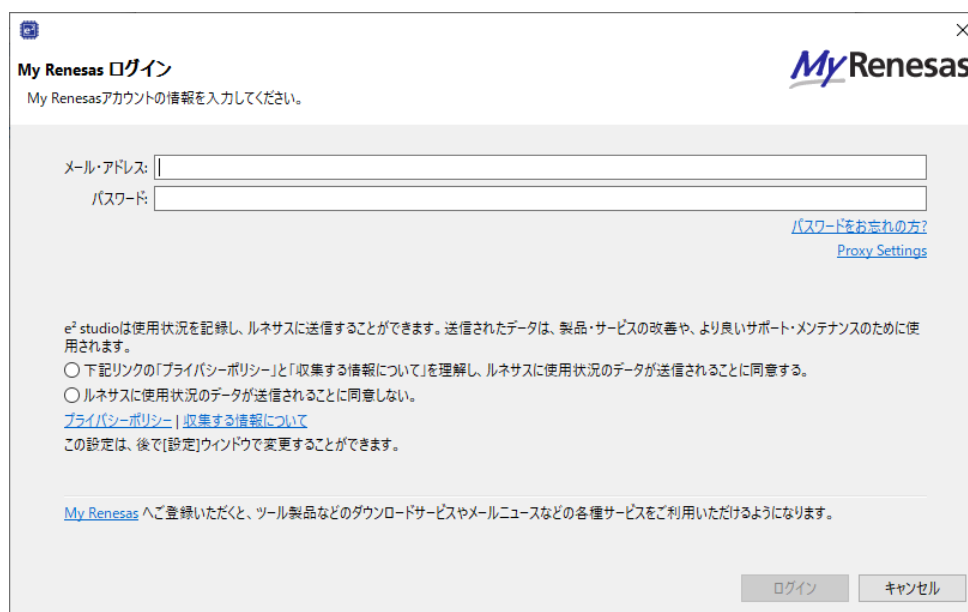 e²
My Renesas ログイン
My Renesas
My Renesasアカウントの情報を入力してください。
メール・アドレス:
パスワード:
パスワードをお忘れの方?
Proxy Settings
e² studioは使用状況を記録し、ルネサスに送信することができます。送信されたデータは、製品・サービスの改善や、より良いサポート・メンテナンスのために使
用されます。
下記リンクの「プライバシーポリシー」と「収集する情報について」を理解し、ルネサスに使用状況のデータが送信されることに同意する。
ルネサスに使用状況のデータが送信されることに同意しない。
プライバシーポリシー | 収集する情報について
この設定は、後で[設定]ウィンドウで変更することができます。
My Renesas へご登録いただくと、ツール製品などのダウンロードサービスやメールニュースなどの各種サービスをご利用いただけるようになります。
ログイン キャンセル